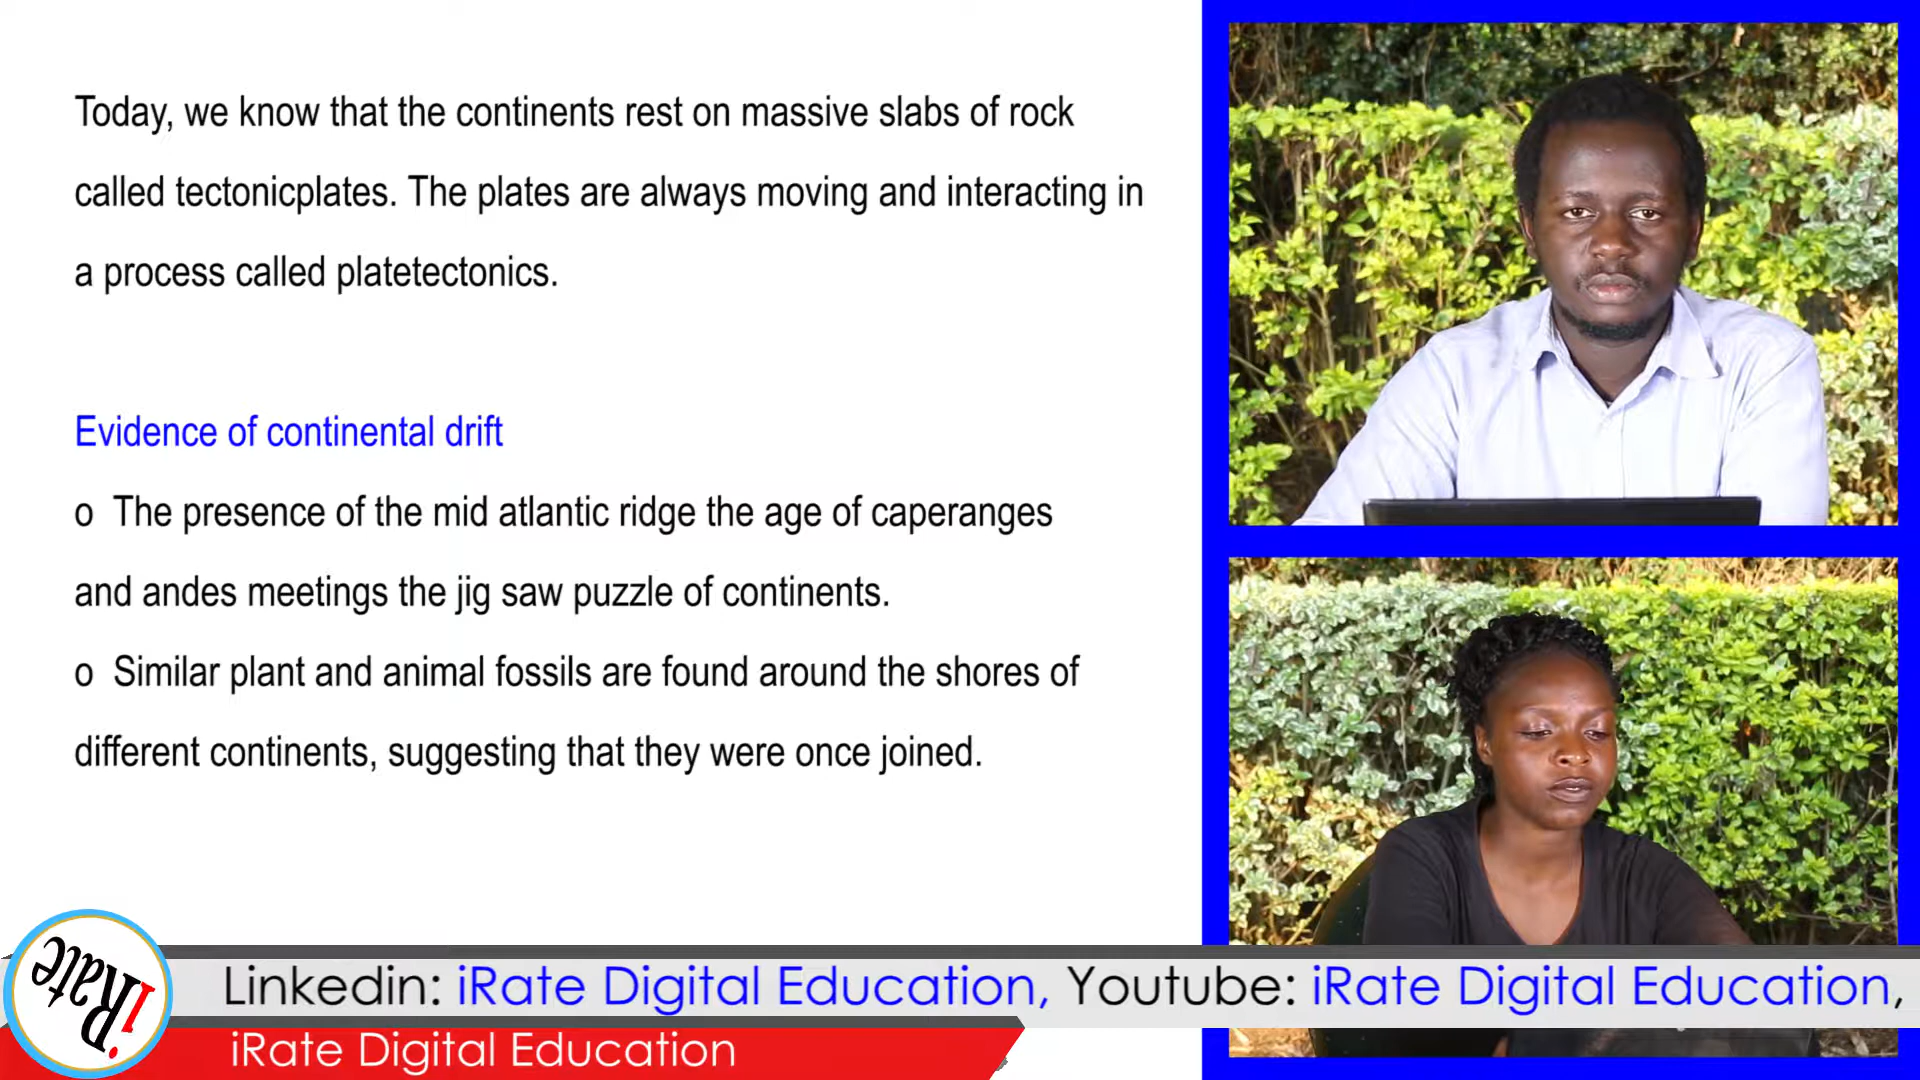 Today, we know that the continents rest on massive slabs of rock
called tectonicplates. The plates are always moving and interacting in
a process called platetectonics.
Evidence of continental drift
o The presence of the mid atlantic ridge the age of caperanges
and andes meetings the jig saw puzzle of continents.
o Similar plant and animal fossils are found around the shores of
different continents, suggesting that they were once joined.
iRate
Linkedin: iRate Digital Education, Youtube: iRate Digital Education,
iRate Digital Education